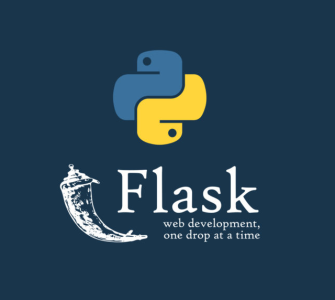 Flask
web development,
one drop at a time